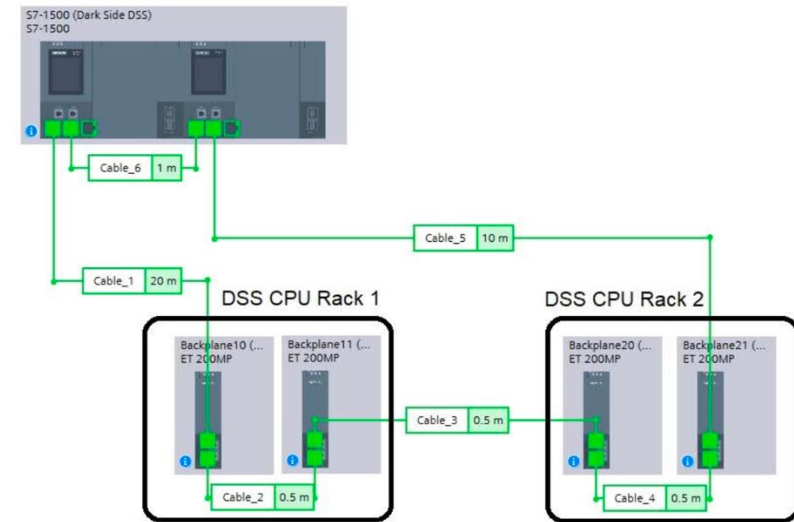 S7-1500 (Dark Side DSS)
S7-1500
Cable_6 1 m
Cable_5 10 m
Cable_1 20 m
DSS CPU Rack 1
DSS CPU Rack 2
Backplane10 (...
ET 200MP
Backplane11 (...
ET 200MP
Backplane20 (...
ET 200MP
Backplane21 (...
ET 200MP
Cable_3 0.5 m
Cable_2 0.5 m
Cable_4 0.5 m